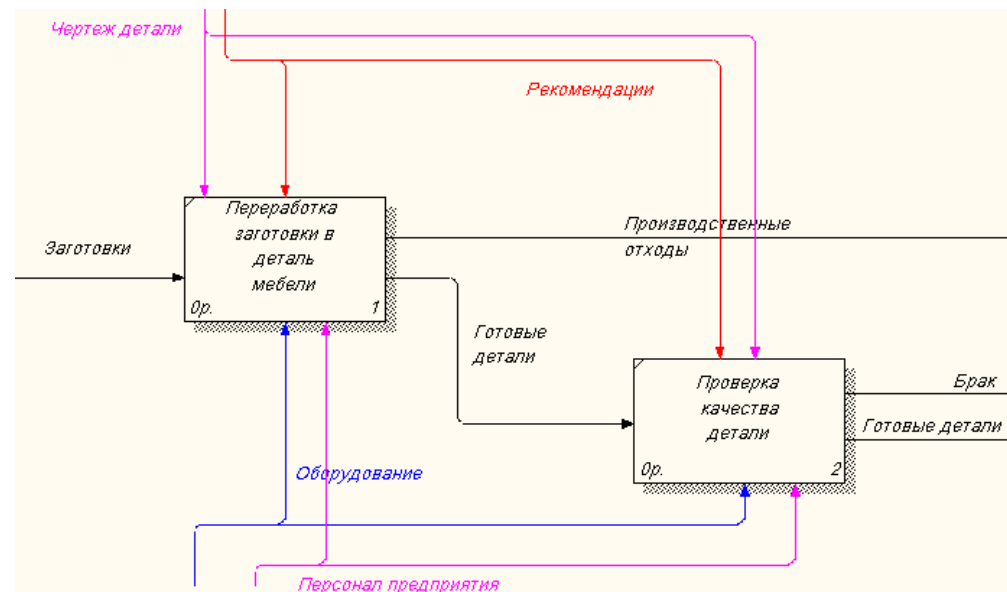 Чертеж детали
Рекомендации
Переработка
заготовки в
деталь
мебели
0р.
1
Заготовки
Производственные
отходы
Готовые
детали
Проверка
качества
детали
0р.
2
Брак
Готовые детали
Оборудование
Персонал предприятия